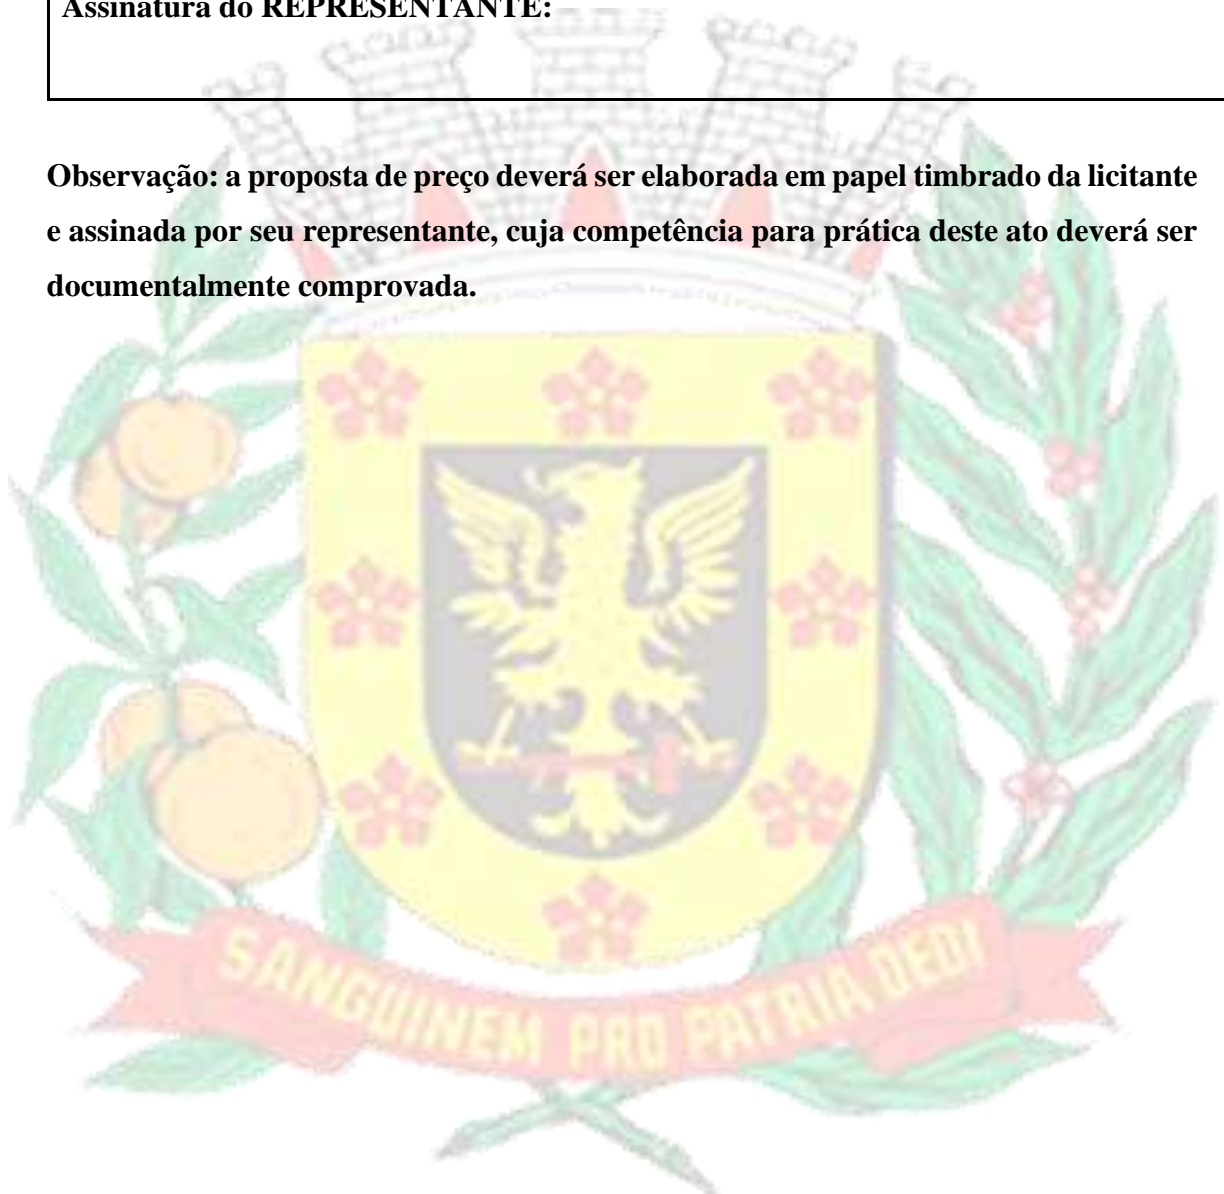 Assinatura do REPRESENTANTE:
Observação: a proposta de preço deverá ser elaborada em papel timbrado da licitante
e assinada por seu representante, cuja competência para prática deste ato deverá ser
documentalmente comprovada.
SANGUINEM PRO PATRIA DEDI